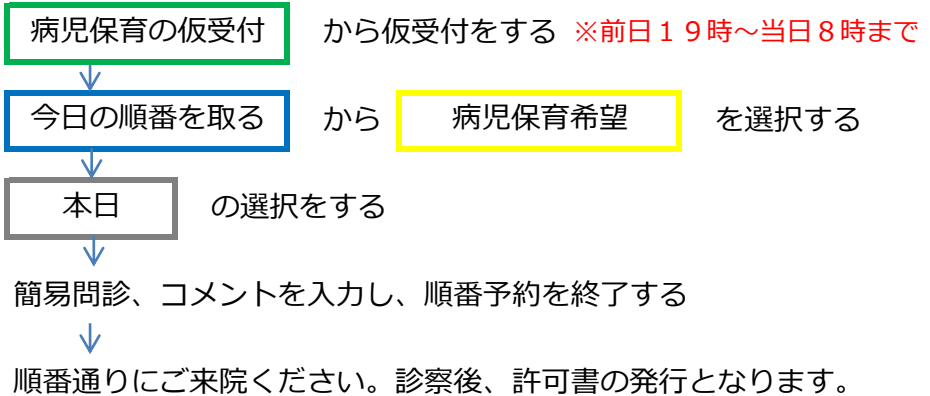 病児保育の仮受付 から仮受付をする ※前日１９時～当日８時まで
今日の順番を取る から 病児保育希望 を選択する
本日 の選択をする
簡易問診、コメントを入力し、順番予約を終了する
順番通りにご来院ください。診察後、許可書の発行となります。